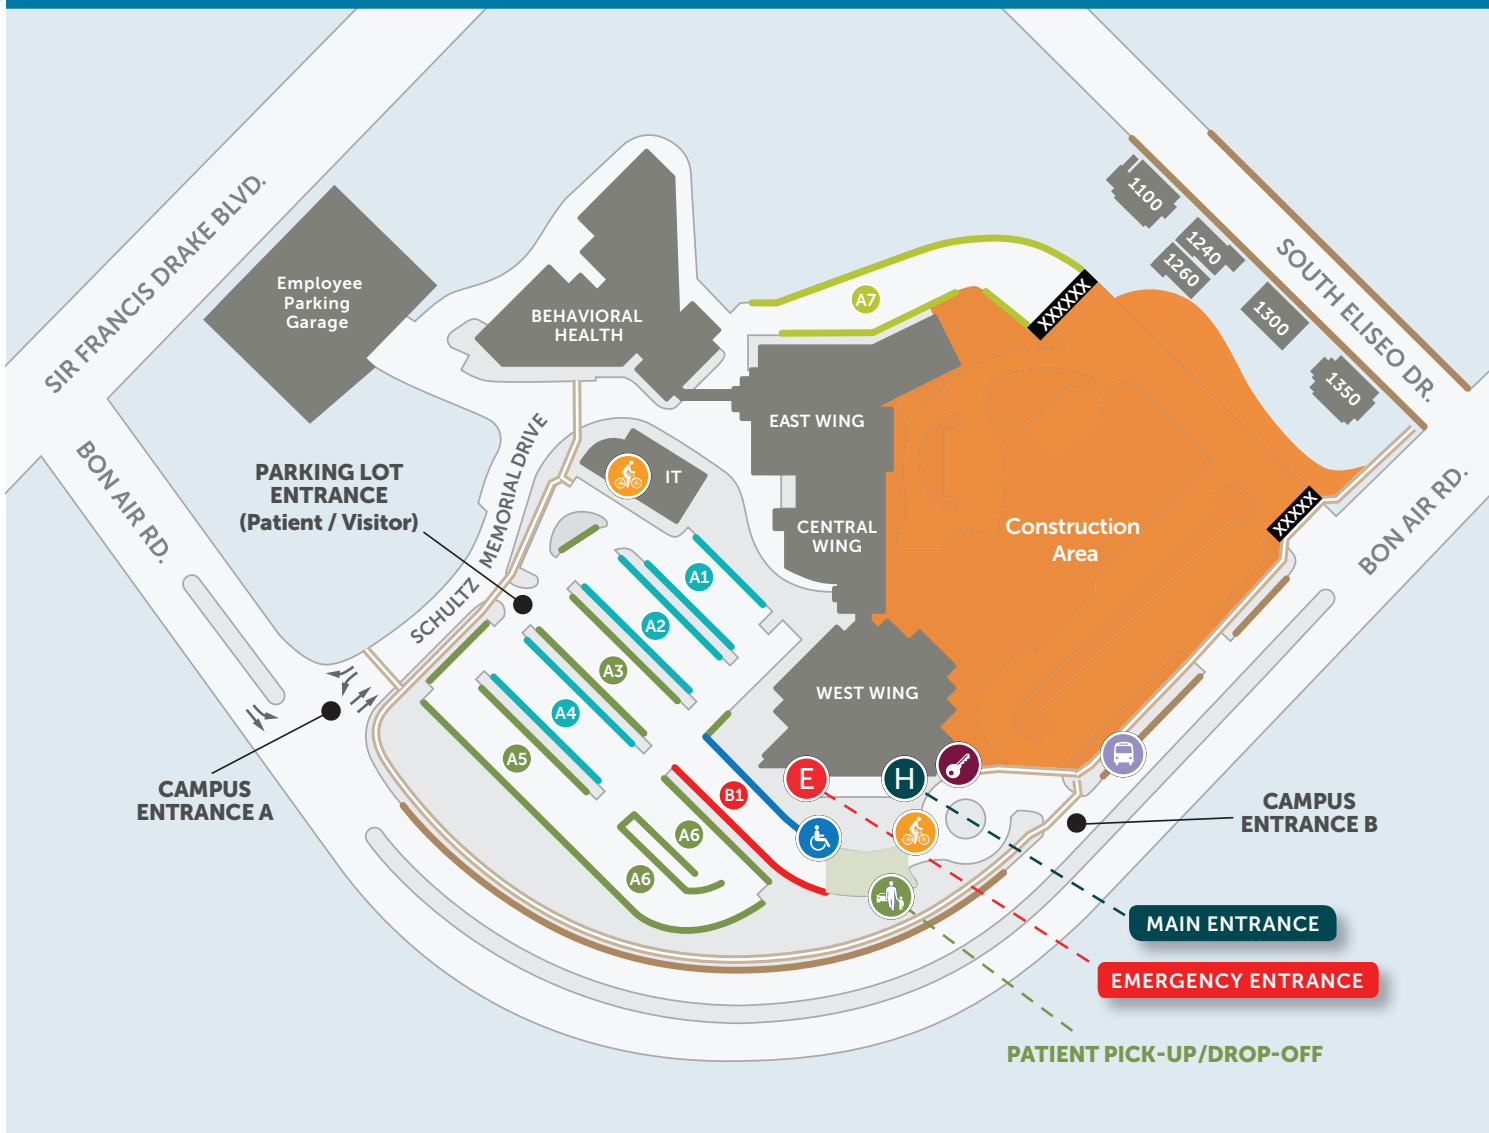 SIR FRANCIS DRAKE BLVD.
Employee
Parking
Garage
BEHAVIORAL
HEALTH
A7
XXXXXX
1100
1240
1260
1300
1350
SOUTH ELISEO DR.
EAST WING
BON AIR RD.
PARKING LOT
ENTRANCE
(Patient / Visitor)
SCHULTZ MEMORIAL DRIVE
IT
CENTRAL
WING
Construction
Area
XXXXX
BON AIR RD.
A1
A2
A3
A4
A5
WEST WING
CAMPUS
ENTRANCE A
E
H
B1
A6
A6
CAMPUS
ENTRANCE B
MAIN ENTRANCE
EMERGENCY ENTRANCE
PATIENT PICK-UP/DROP-OFF